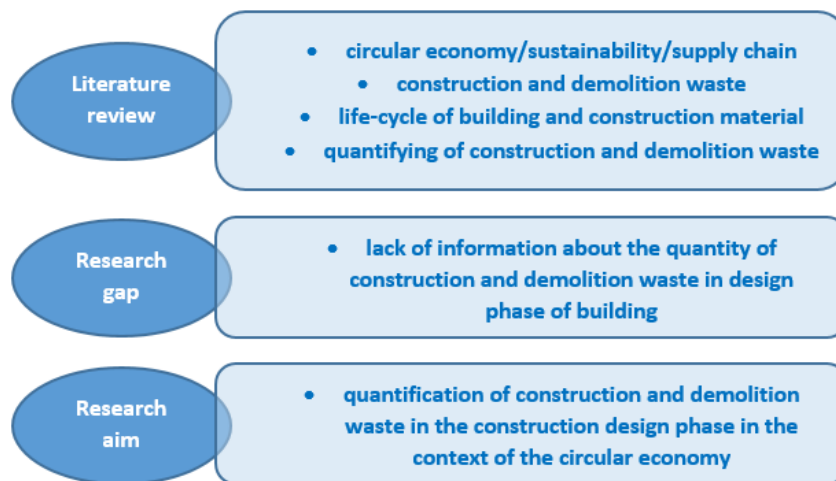 Literature
review
• circular economy/sustainability/supply chain
• construction and demolition waste
• life-cycle of building and construction material
• quantifying of construction and demolition waste
Research
gap
• lack of information about the quantity of
construction and demolition waste in design
phase of building
Research
aim
• quantification of construction and demolition
waste in the construction design phase in the
context of the circular economy